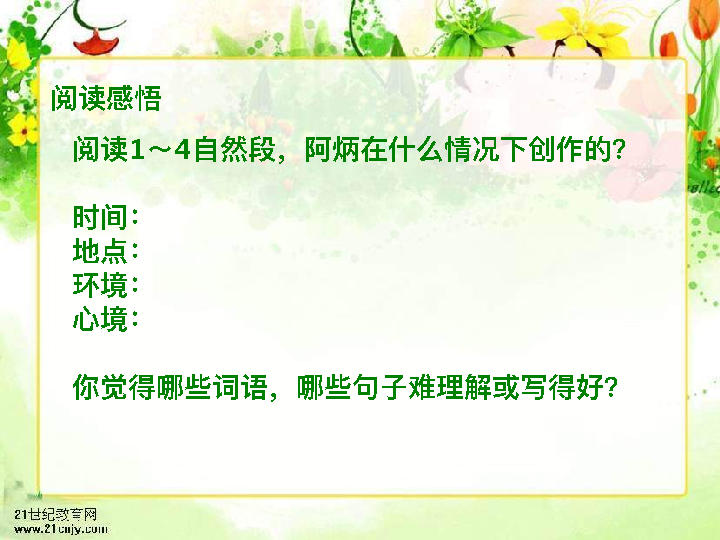 阅读感悟
阅读1～4自然段，阿炳在什么情况下创作的？
时间：
地点：
环境：
心境：
你觉得哪些词语，哪些句子难理解或写得好？
21世纪教育网
www.21cnjy.com